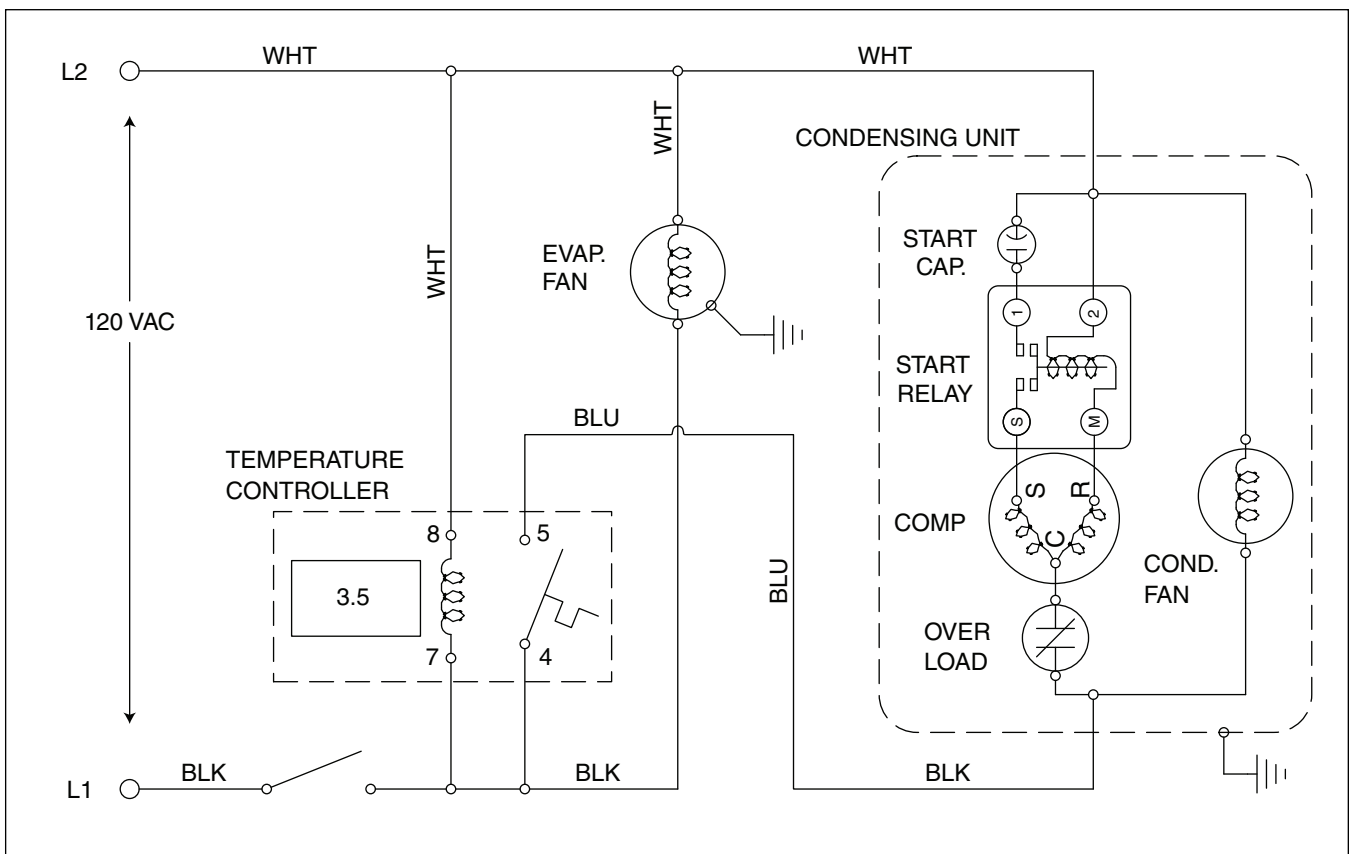 L2
WHT
WHT
WHT
CONDENSING UNIT
120 VAC
WHT
EVAP.
FAN
START
CAP.
1
2
START
RELAY
S
M
BLU
TEMPERATURE
CONTROLLER
8
5
3.5
7
4
BLU
COMP
S
R
C
COND.
FAN
OVER
LOAD
L1
BLK
BLK
BLK